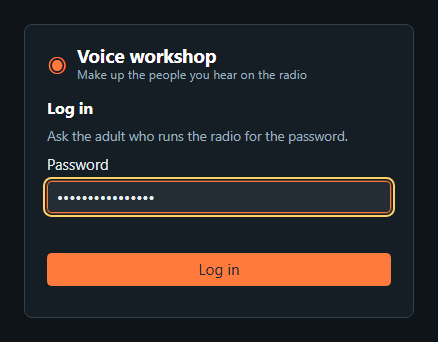 Voice workshop
Make up the people you hear on the radio
Log in
Ask the adult who runs the radio for the password.
Password
••••••••••••••••
Log in